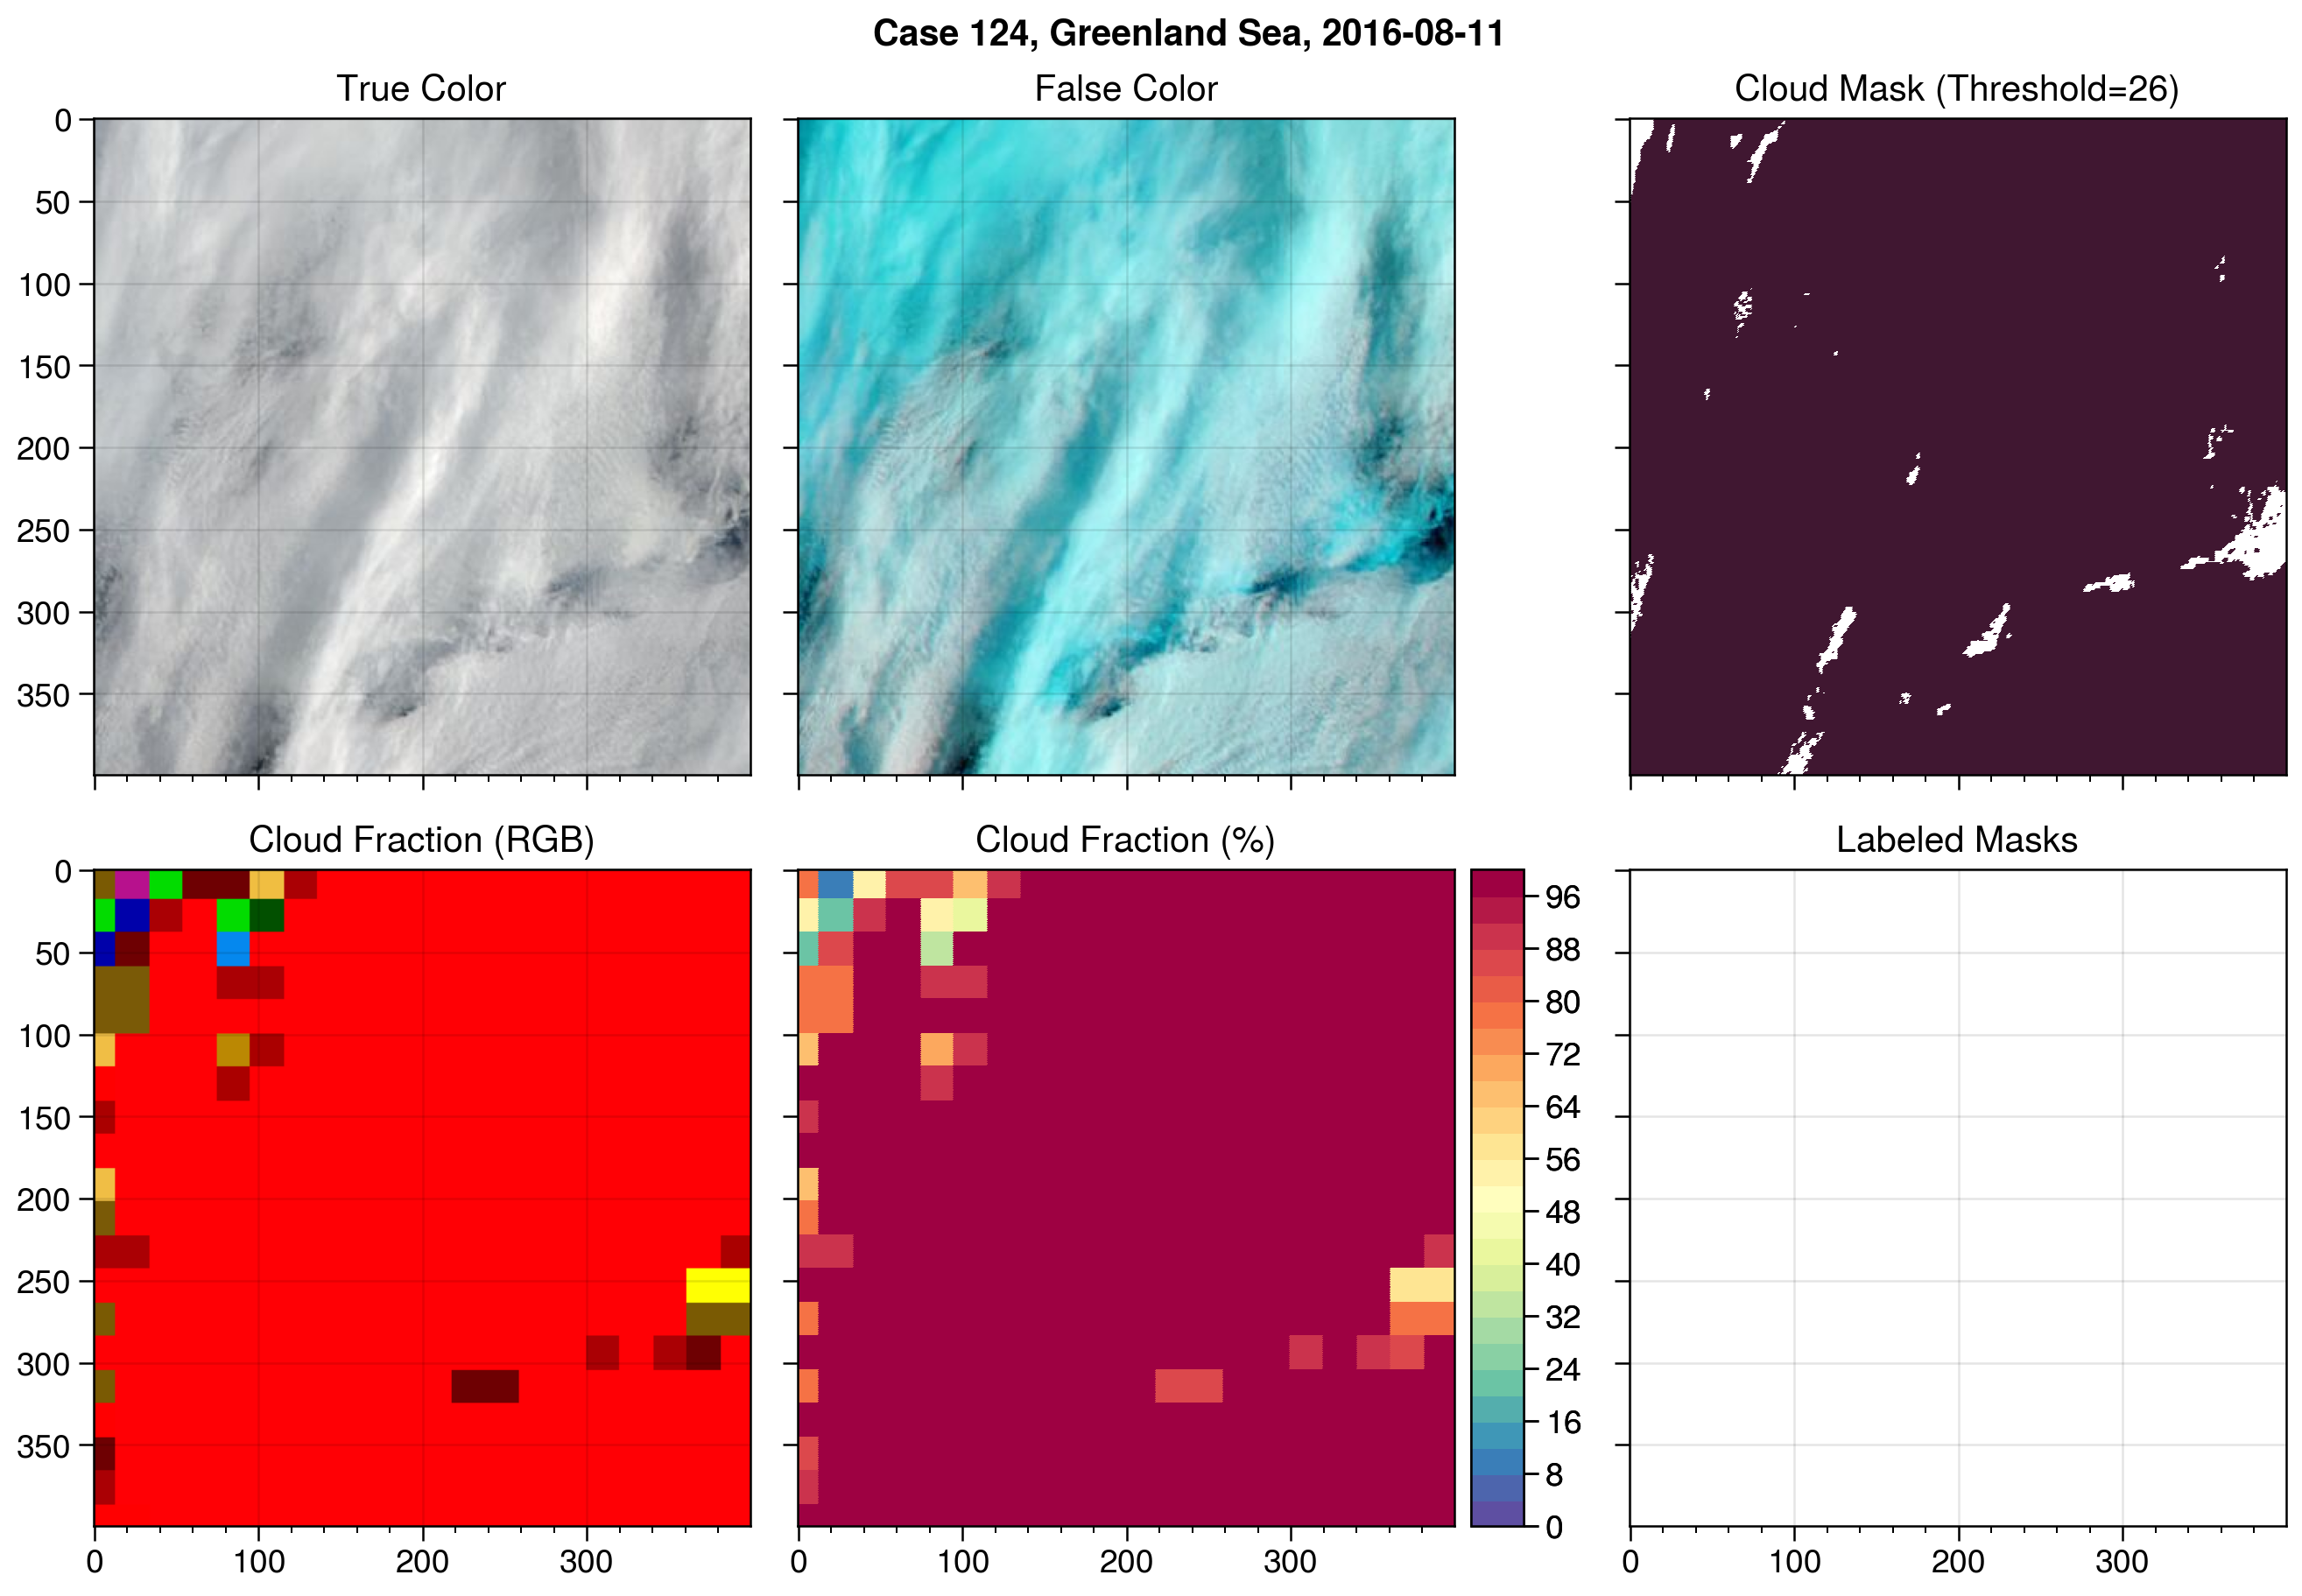 Case 124, Greenland Sea, 2016-08-11
True Color
False Color
Cloud Mask (Threshold=26)
0
50
100
150
200
250
300
350
Cloud Fraction (RGB)
Cloud Fraction (%)
Labeled Masks
0
50
100
150
200
250
300
350
96
88
80
72
64
56
48
40
32
24
16
8
0
0 100 200 300
0 100 200 300
0 100 200 300